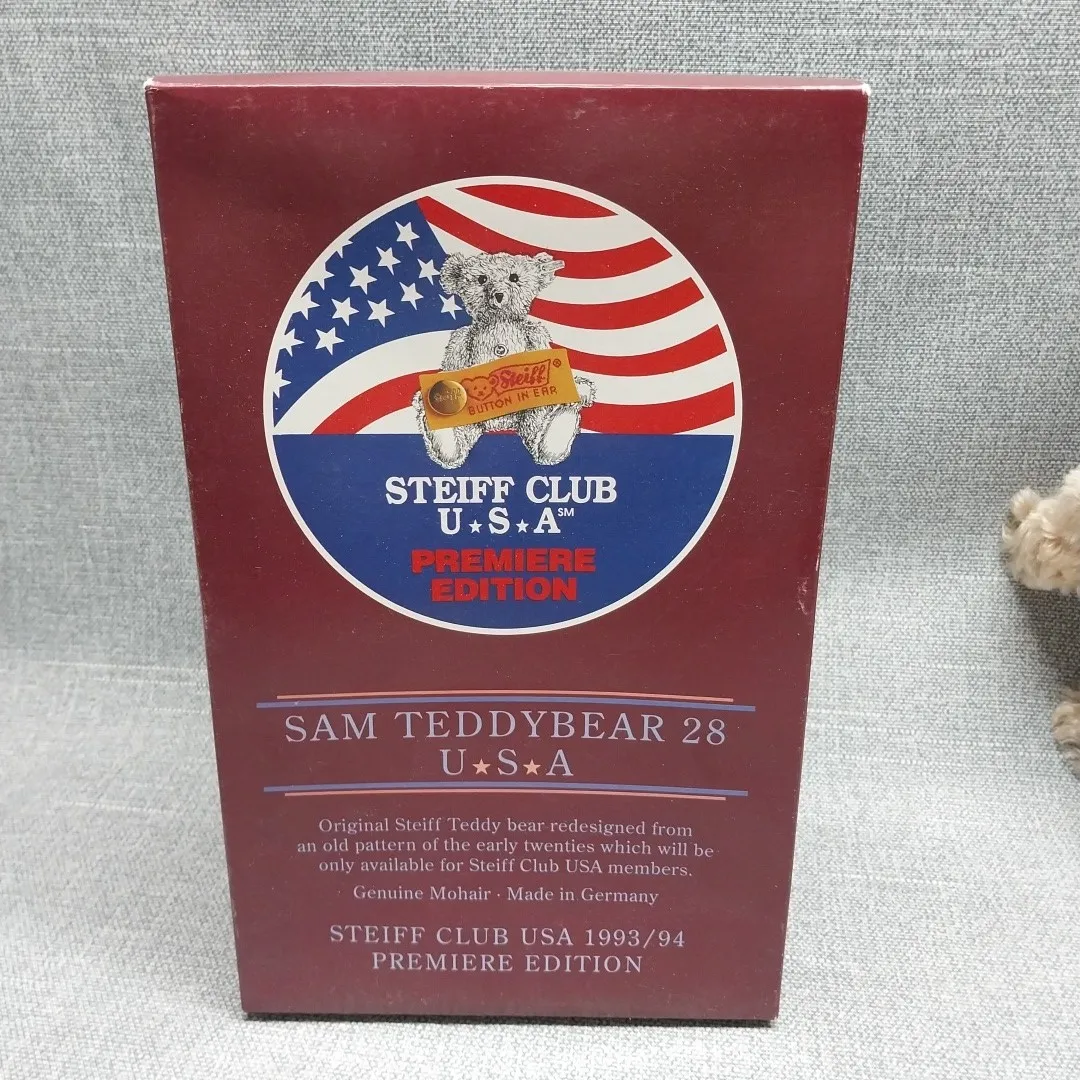 Steiff
Steiff ®
BUTTON IN EAR
STEIFF CLUB
U★S★A℠
PREMIERE
EDITION
SAM TEDDYBEAR 28
U★S★A
Original Steiff Teddy bear redesigned from
an old pattern of the early twenties which will be
only available for Steiff Club USA members.
Genuine Mohair · Made in Germany
STEIFF CLUB USA 1993/94
PREMIERE EDITION